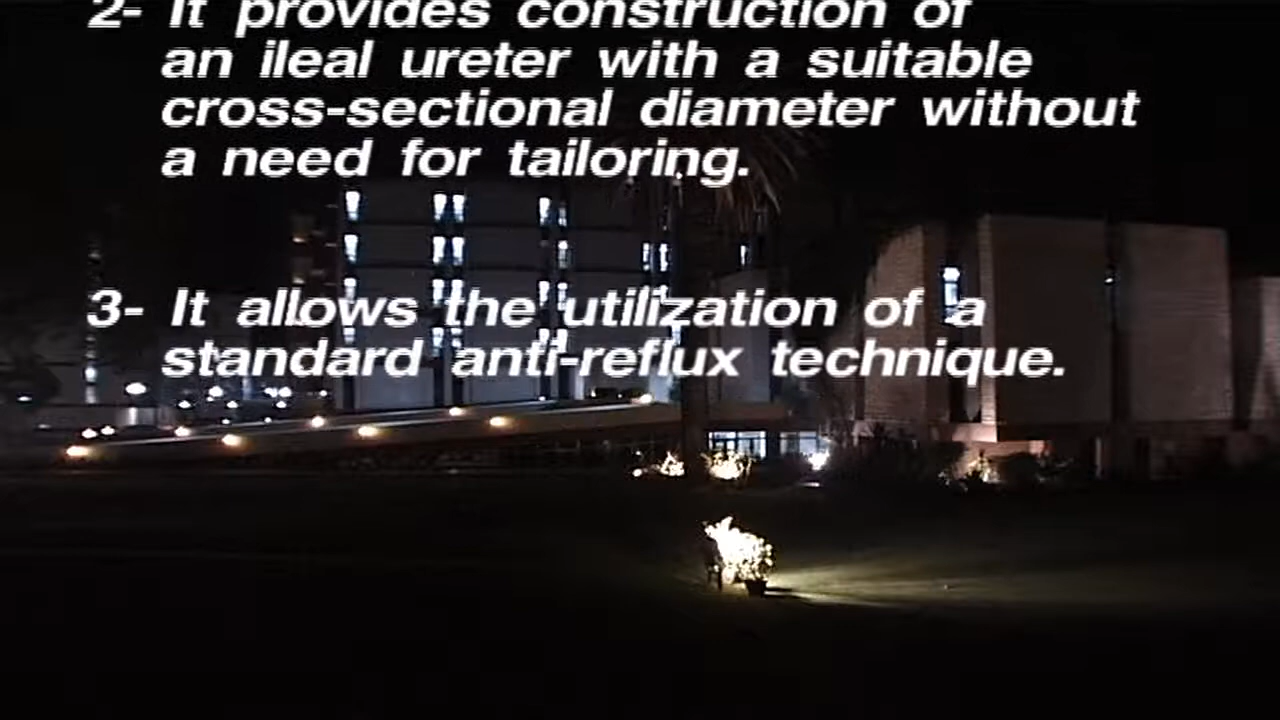 2- It provides construction of
an ileal ureter with a suitable
cross-sectional diameter without
a need for tailoring.
3- It allows the utilization of a
standard anti-reflux technique.